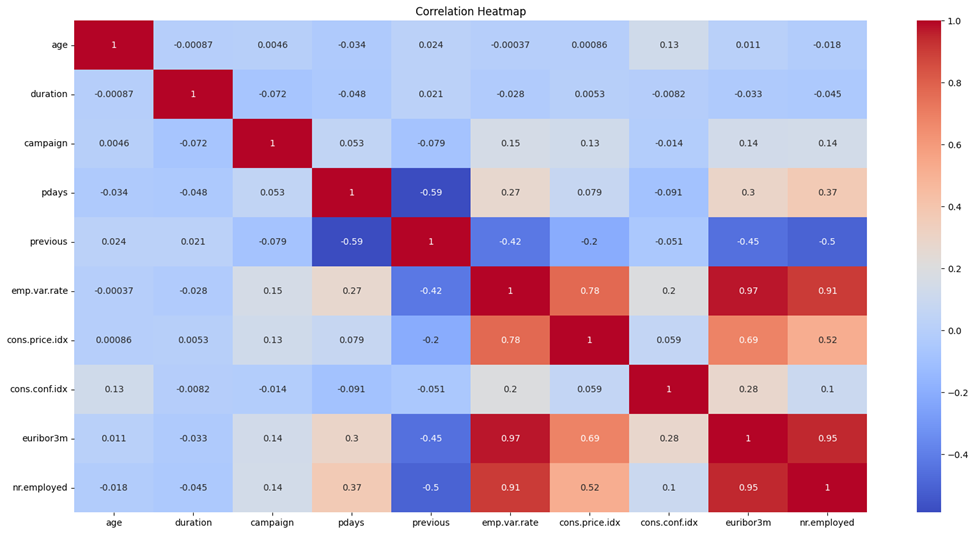 Correlation Heatmap
age 1 -0.00087 0.0046 -0.034 0.024 -0.00037 0.00086 0.13 0.011 -0.018
duration -0.00087 1 -0.072 -0.048 0.021 -0.028 0.0053 -0.0082 -0.033 -0.045
campaign 0.0046 -0.072 1 0.053 -0.079 0.15 0.13 -0.014 0.14 0.14
pdays -0.034 -0.048 0.053 1 -0.59 0.27 0.079 -0.091 0.3 0.37
previous 0.024 0.021 -0.079 -0.59 1 -0.42 -0.2 -0.051 -0.45 -0.5
emp.var.rate -0.00037 -0.028 0.15 0.27 -0.42 1 0.78 0.2 0.97 0.91
cons.price.idx 0.00086 0.0053 0.13 0.079 -0.2 0.78 1 0.059 0.69 0.52
cons.conf.idx 0.13 -0.0082 -0.014 -0.091 -0.051 0.2 0.059 1 0.28 0.1
euribor3m 0.011 -0.033 0.14 0.3 -0.45 0.97 0.69 0.28 1 0.95
nr.employed -0.018 -0.045 0.14 0.37 -0.5 0.91 0.52 0.1 0.95 1
age duration campaign pdays previous emp.var.rate cons.price.idx cons.conf.idx euribor3m nr.employed
1.0
0.8
0.6
0.4
0.2
0.0
−0.2
−0.4